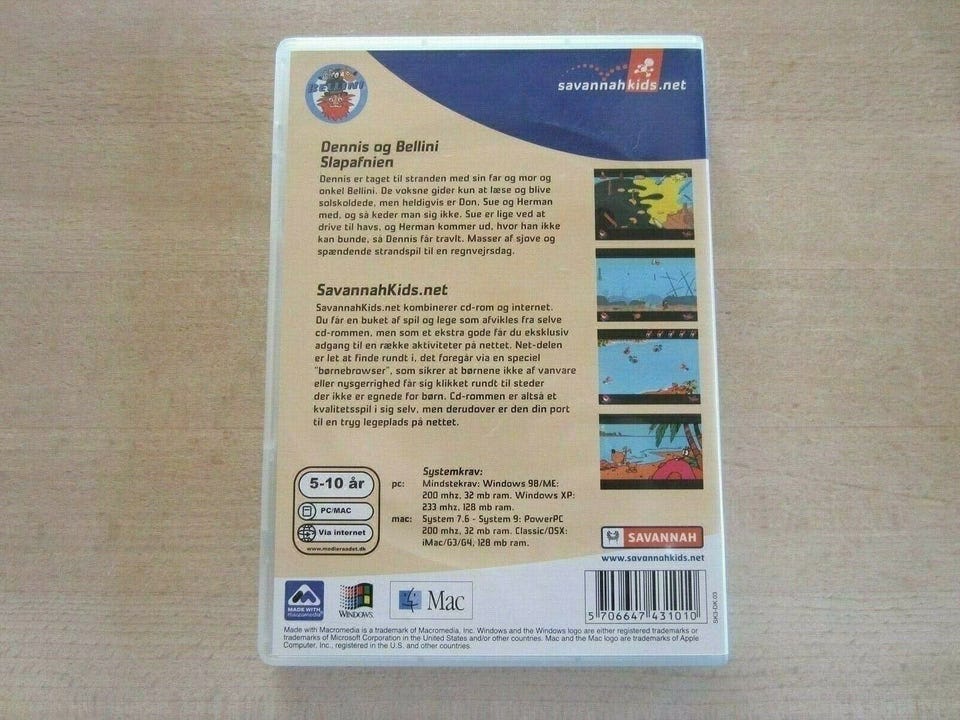 BELLINI
savannahkids.net
Dennis og Bellini
Slapafnien
Dennis er taget til stranden med sin far og mor og
onkel Bellini. De voksne gider kun at læse og blive
solskoldede, men heldigvis er Don, Sue og Herman
med, og så keder man sig ikke. Sue er lige ved at
drive til havs, og Herman kommer ud, hvor han ikke
kan bunde, så Dennis får travlt. Masser af sjove og
spændende strandspil til en regnvejrsdag.
SavannahKids.net
SavannahKids.net kombinerer cd-rom og internet.
Du får en buket af spil og lege som afvikles fra selve
cd-rommen, men som et ekstra gode får du eksklusiv
adgang til en række aktiviteter på nettet. Net-delen
er let at finde rundt i, det foregår via en speciel
"børnebrowser", som sikrer at børnene ikke af vanvare
eller nysgerrighed får sig klikket rundt til steder
der ikke er egnede for børn. Cd-rommen er altså et
kvalitetsspil i sig selv, men derudover er den din port
til en tryg legeplads på nettet.
5-10 år
PC/MAC
Via internet
www.medieraadet.dk
Systemkrav:
pc: Mindstekrav: Windows 98/ME:
200 mhz, 32 mb ram. Windows XP:
233 mhz, 128 mb ram.
mac: System 7.6 - System 9: PowerPC
200 mhz, 32 mb ram. Classic/OSX:
iMac/G3/G4, 128 mb ram.
SAVANNAH
www.savannahkids.net
MADE WITH
macromedia
WINDOWS
Mac
5 706647 431010
SK3-DK 03
Made with Macromedia is a trademark of Macromedia, Inc. Windows and the Windows logo are either registered trademarks or
trademarks of Microsoft Corporation in the United States and/or other countries. Mac and the Mac logo are trademarks of Apple
Computer, Inc., registered in the U.S. and other countries.